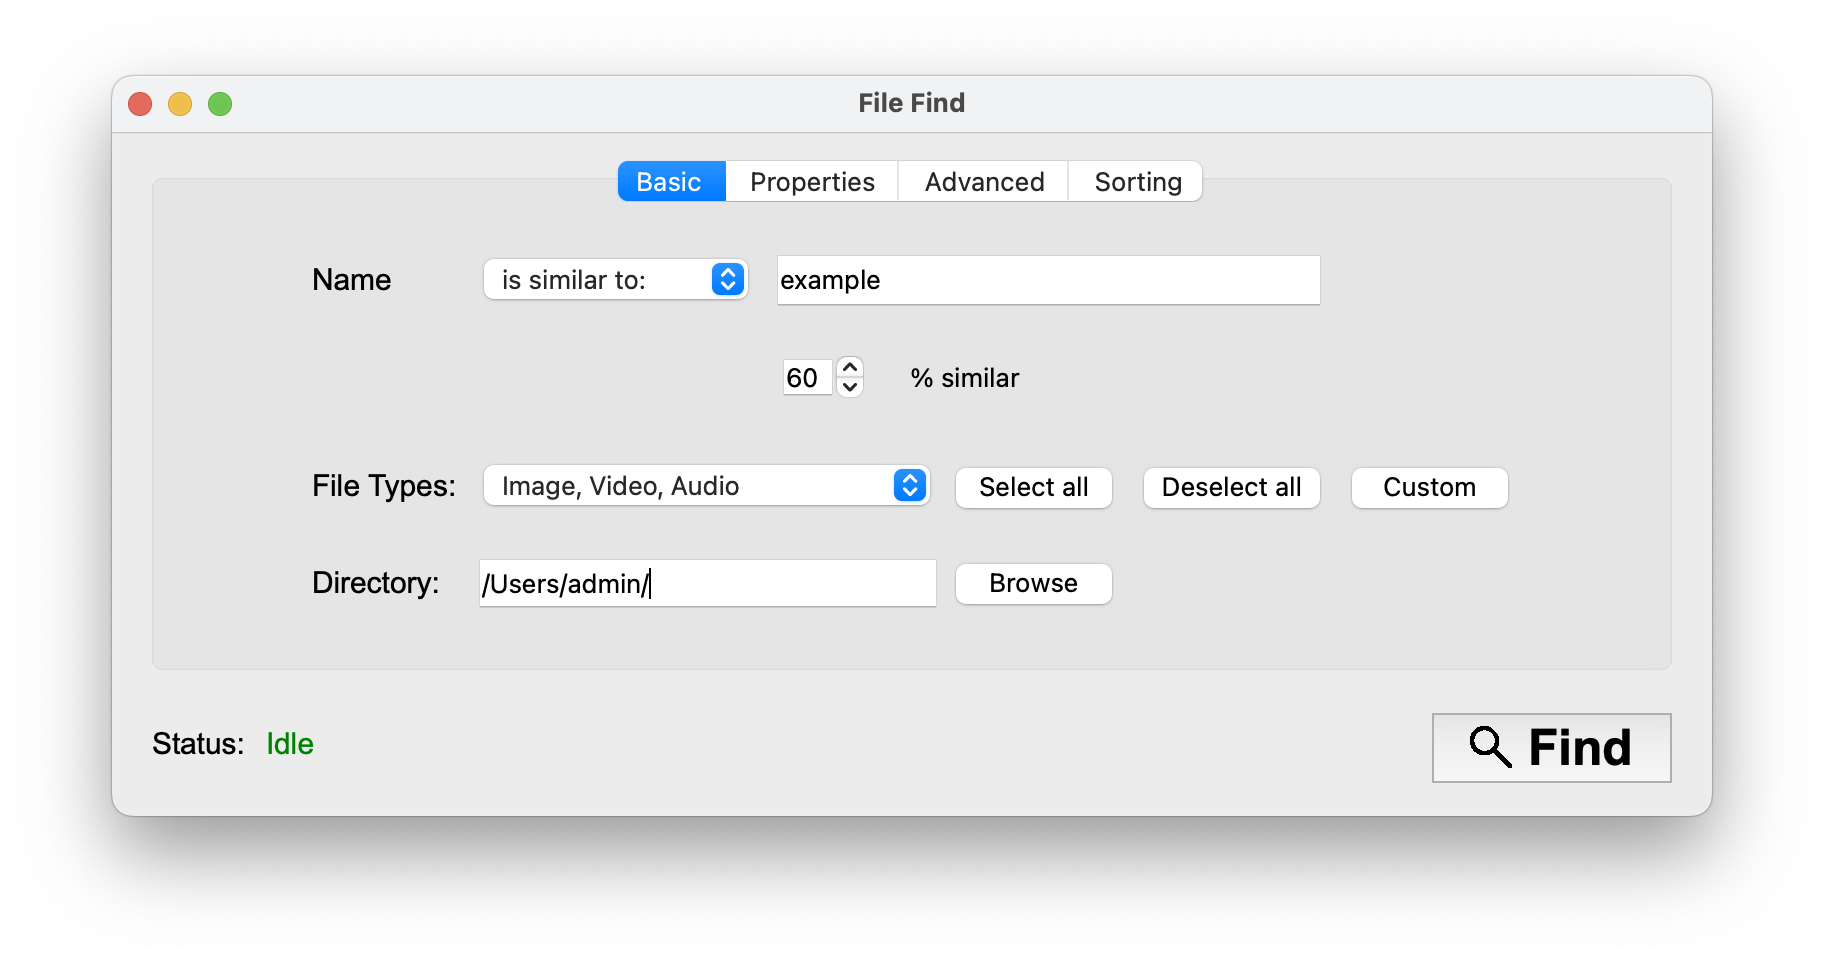 File Find
Basic Properties Advanced Sorting
Name is similar to: example
60 % similar
File Types: Image, Video, Audio Select all Deselect all Custom
Directory: /Users/admin/ Browse
Status: Idle Find